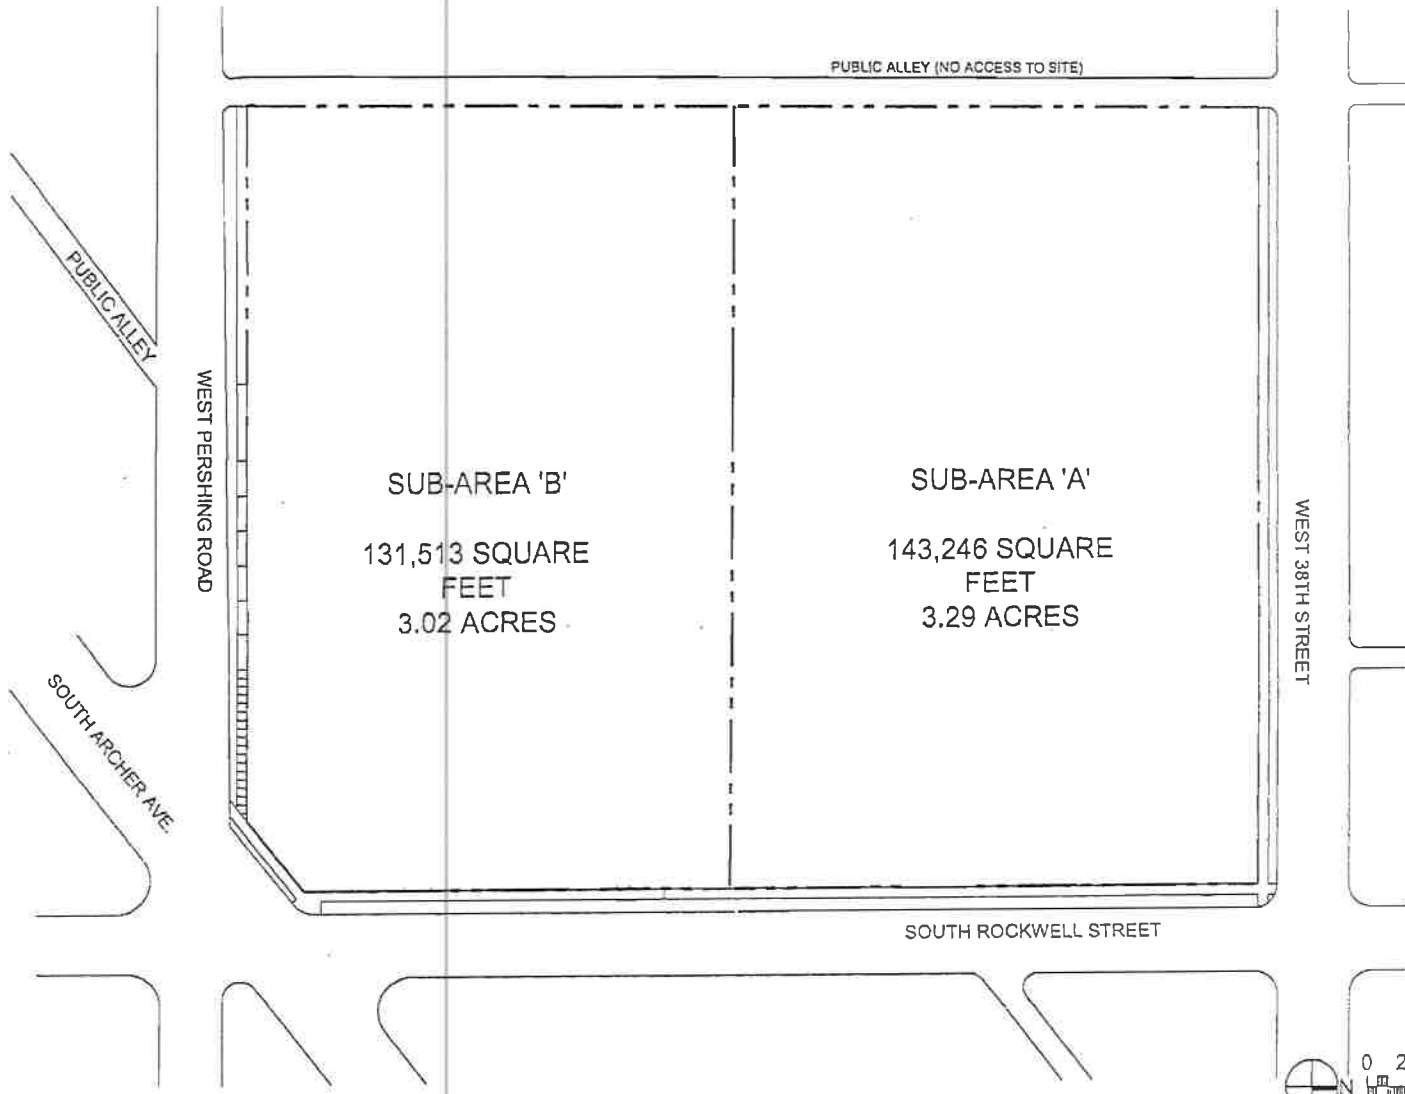 PUBLIC ALLEY (NO ACCESS TO SITE)
PUBLIC ALLEY
WEST PERSHING ROAD
SUB-AREA 'B'
131,513 SQUARE
FEET
3.02 ACRES
SUB-AREA 'A'
143,246 SQUARE
FEET
3.29 ACRES
WEST 38TH STREET
SOUTH ARCHER AVE.
SOUTH ROCKWELL STREET
N
0 2